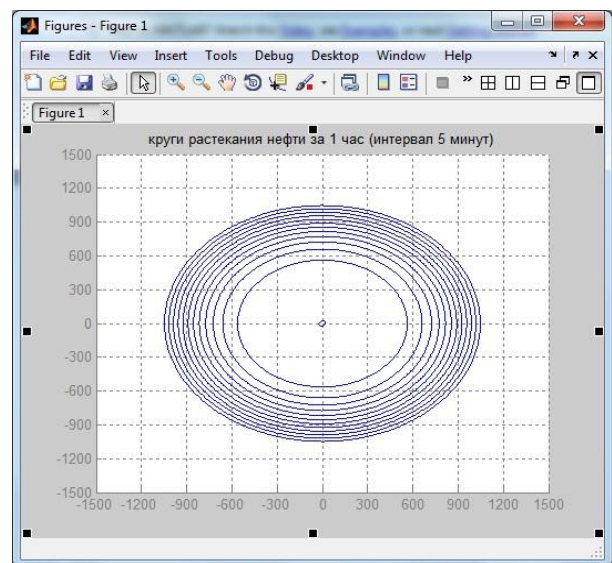 Figures - Figure 1
File Edit View Insert Tools Debug Desktop Window Help
Figure 1
круги растекания нефти за 1 час (интервал 5 минут)
1500
1200
900
600
300
0
-300
-600
-900
-1200
-1500
-1500 -1200 -900 -600 -300 0 300 600 900 1200 1500